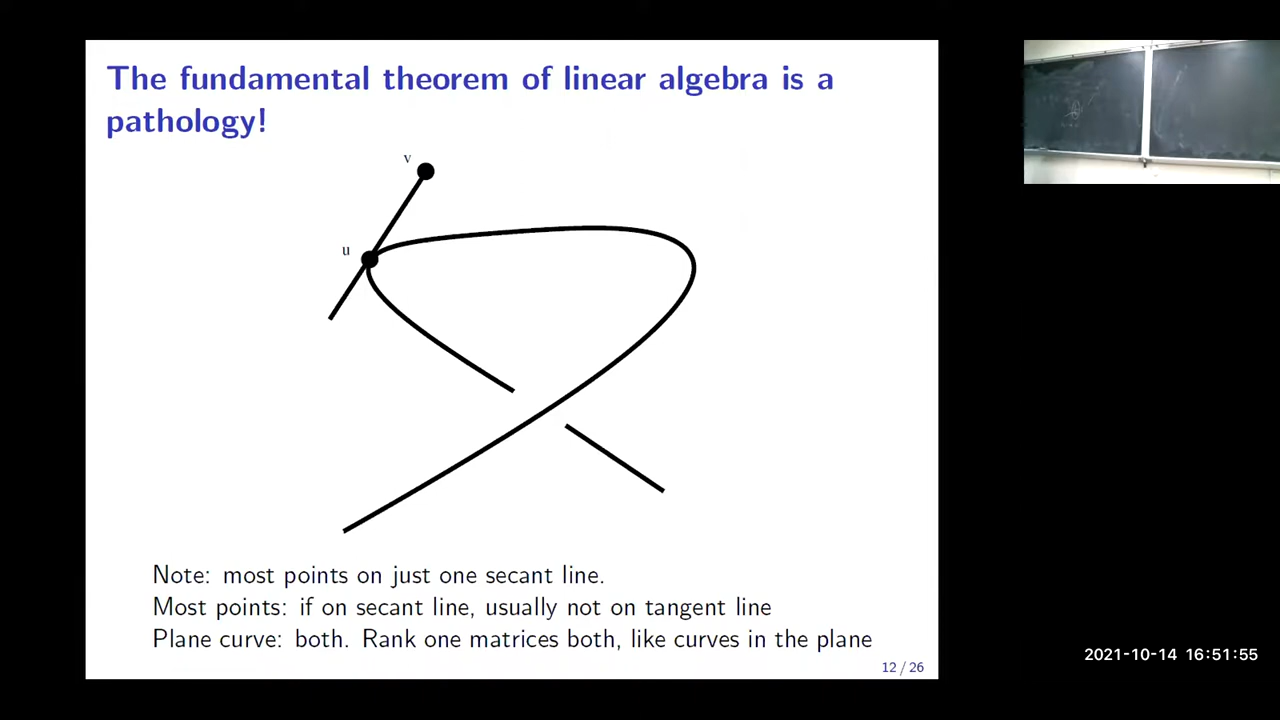 The fundamental theorem of linear algebra is a
pathology!
v
u
Note: most points on just one secant line.
Most points: if on secant line, usually not on tangent line
Plane curve: both. Rank one matrices both, like curves in the plane
12 / 26
2021-10-14 16:51:55